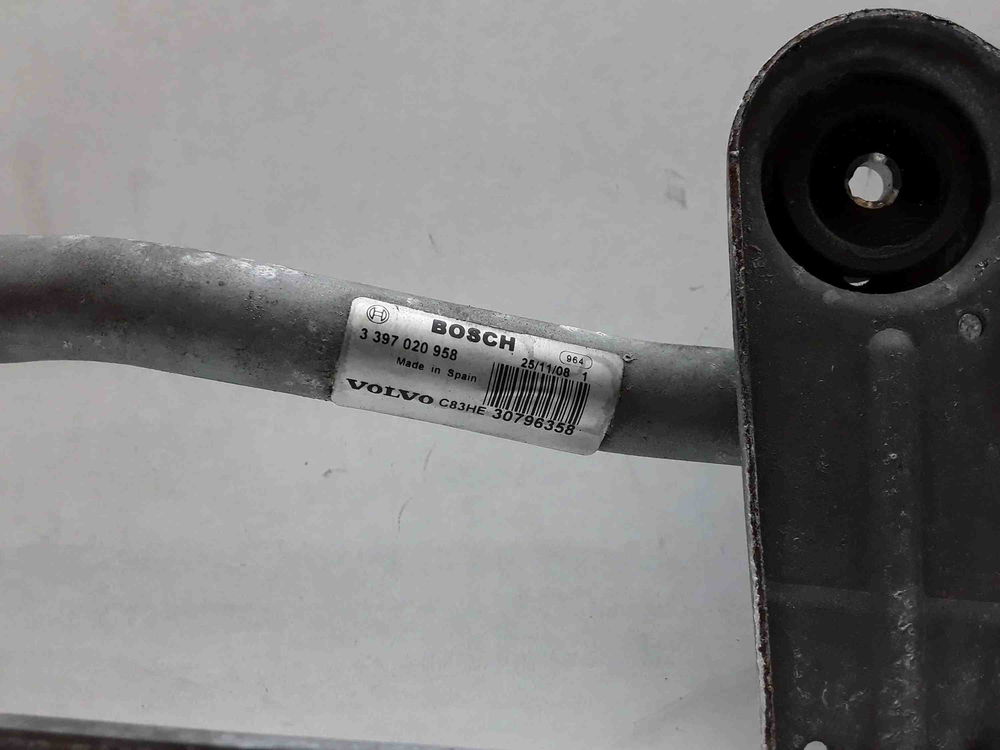 BOSCH
3 397 020 958
964
Made in Spain
25/11/08 1
VOLVO C83HE 30796358